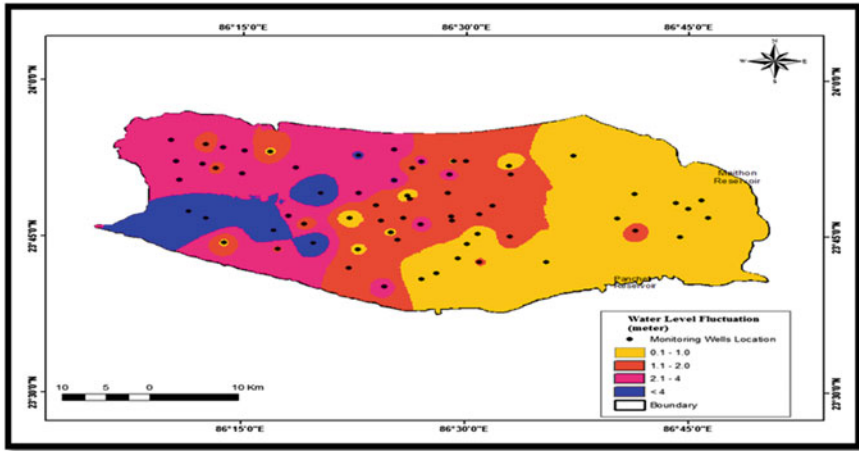 86°15'0"E 86°30'0"E 86°45'0"E
N
W E
S
24°0'0"N 24°0'0"N
Maithon
Reservoir
23°45'0"N 23°45'0"N
Panchet
Reservoir
Water Level Fluctuation
(meter)
Monitoring Wells Location
0.1 - 1.0
1.1 - 2.0
2.1 - 4
< 4
Boundary
10 5 0 10 Km
23°30'0"N 23°30'0"N
86°15'0"E 86°30'0"E 86°45'0"E